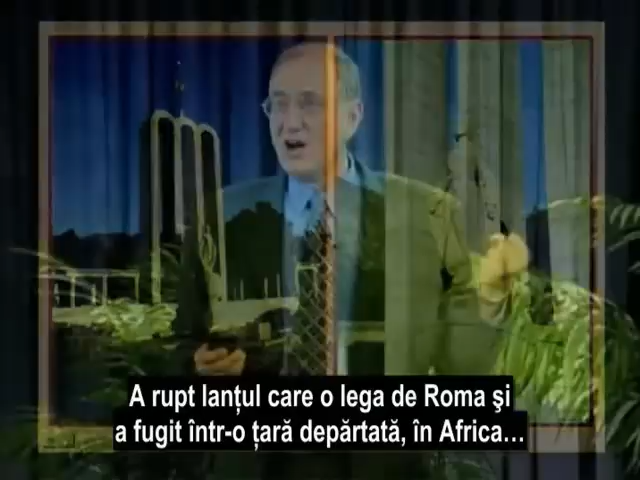 A rupt lanțul care o lega de Roma şi
a fugit într-o țară depărtată, în Africa…